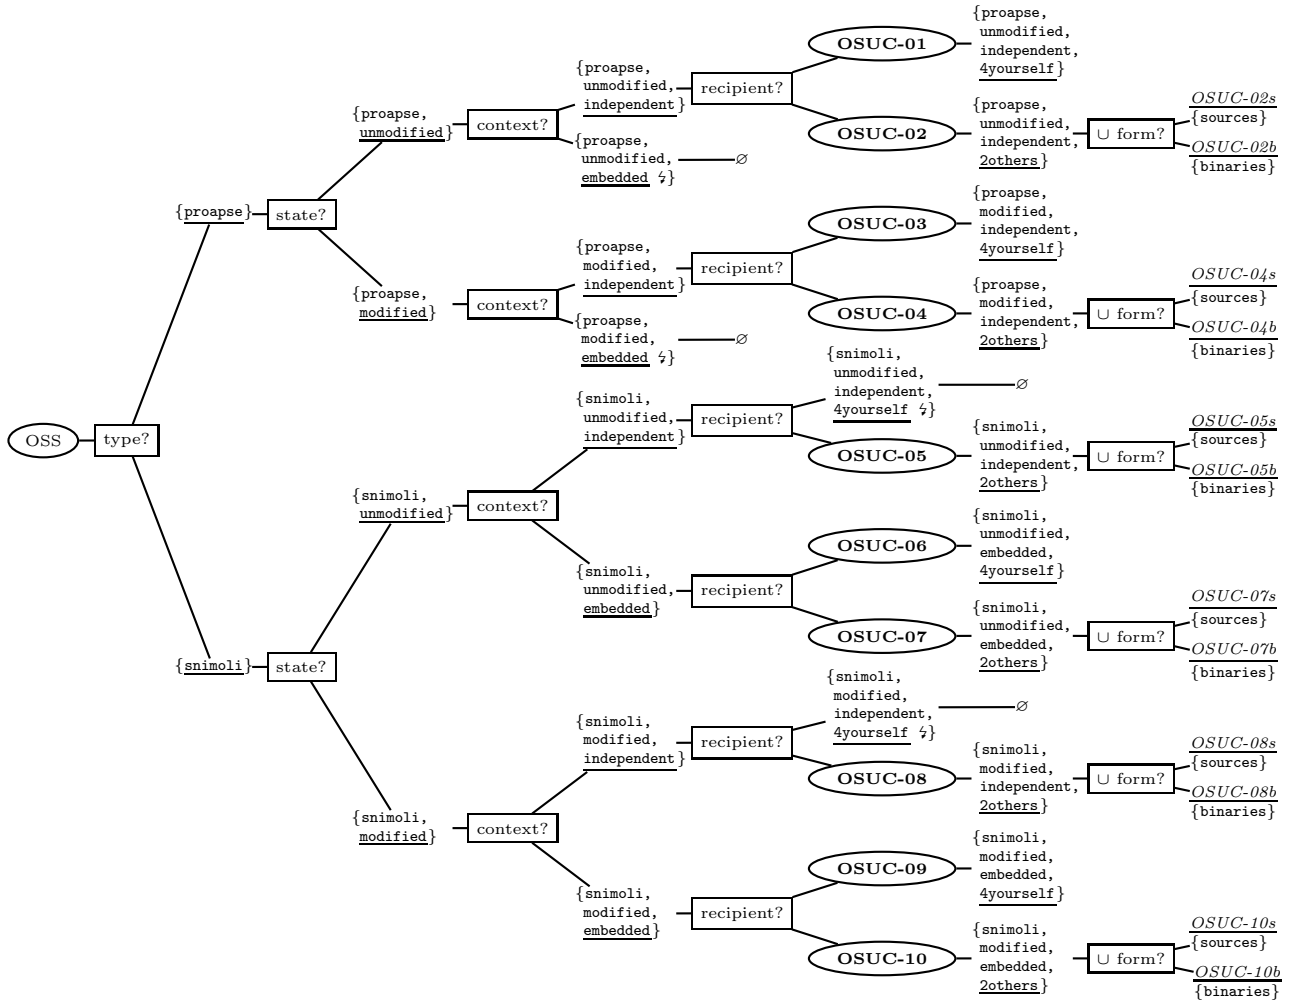 OSS
type?
{proapse}
state?
{proapse,
unmodified}
context?
{proapse,
unmodified,
independent}
recipient?
OSUC-01
{proapse,
unmodified,
independent,
4yourself}
OSUC-02
{proapse,
unmodified,
independent,
2others}
∪ form?
OSUC-02s
{sources}
OSUC-02b
{binaries}
{proapse,
unmodified,
embedded ↯}
∅
{proapse,
modified}
context?
{proapse,
modified,
independent}
recipient?
OSUC-03
{proapse,
modified,
independent,
4yourself}
OSUC-04
{proapse,
modified,
independent,
2others}
∪ form?
OSUC-04s
{sources}
OSUC-04b
{binaries}
{proapse,
modified,
embedded ↯}
∅
{snimoli}
state?
{snimoli,
unmodified}
context?
{snimoli,
unmodified,
independent}
recipient?
{snimoli,
unmodified,
independent,
4yourself ↯}
∅
OSUC-05
{snimoli,
unmodified,
independent,
2others}
∪ form?
OSUC-05s
{sources}
OSUC-05b
{binaries}
{snimoli,
unmodified,
embedded}
recipient?
OSUC-06
{snimoli,
unmodified,
embedded,
4yourself}
OSUC-07
{snimoli,
unmodified,
embedded,
2others}
∪ form?
OSUC-07s
{sources}
OSUC-07b
{binaries}
{snimoli,
modified}
context?
{snimoli,
modified,
independent}
recipient?
{snimoli,
modified,
independent,
4yourself ↯}
∅
OSUC-08
{snimoli,
modified,
independent,
2others}
∪ form?
OSUC-08s
{sources}
OSUC-08b
{binaries}
{snimoli,
modified,
embedded}
recipient?
OSUC-09
{snimoli,
modified,
embedded,
4yourself}
OSUC-10
{snimoli,
modified,
embedded,
2others}
∪ form?
OSUC-10s
{sources}
OSUC-10b
{binaries}